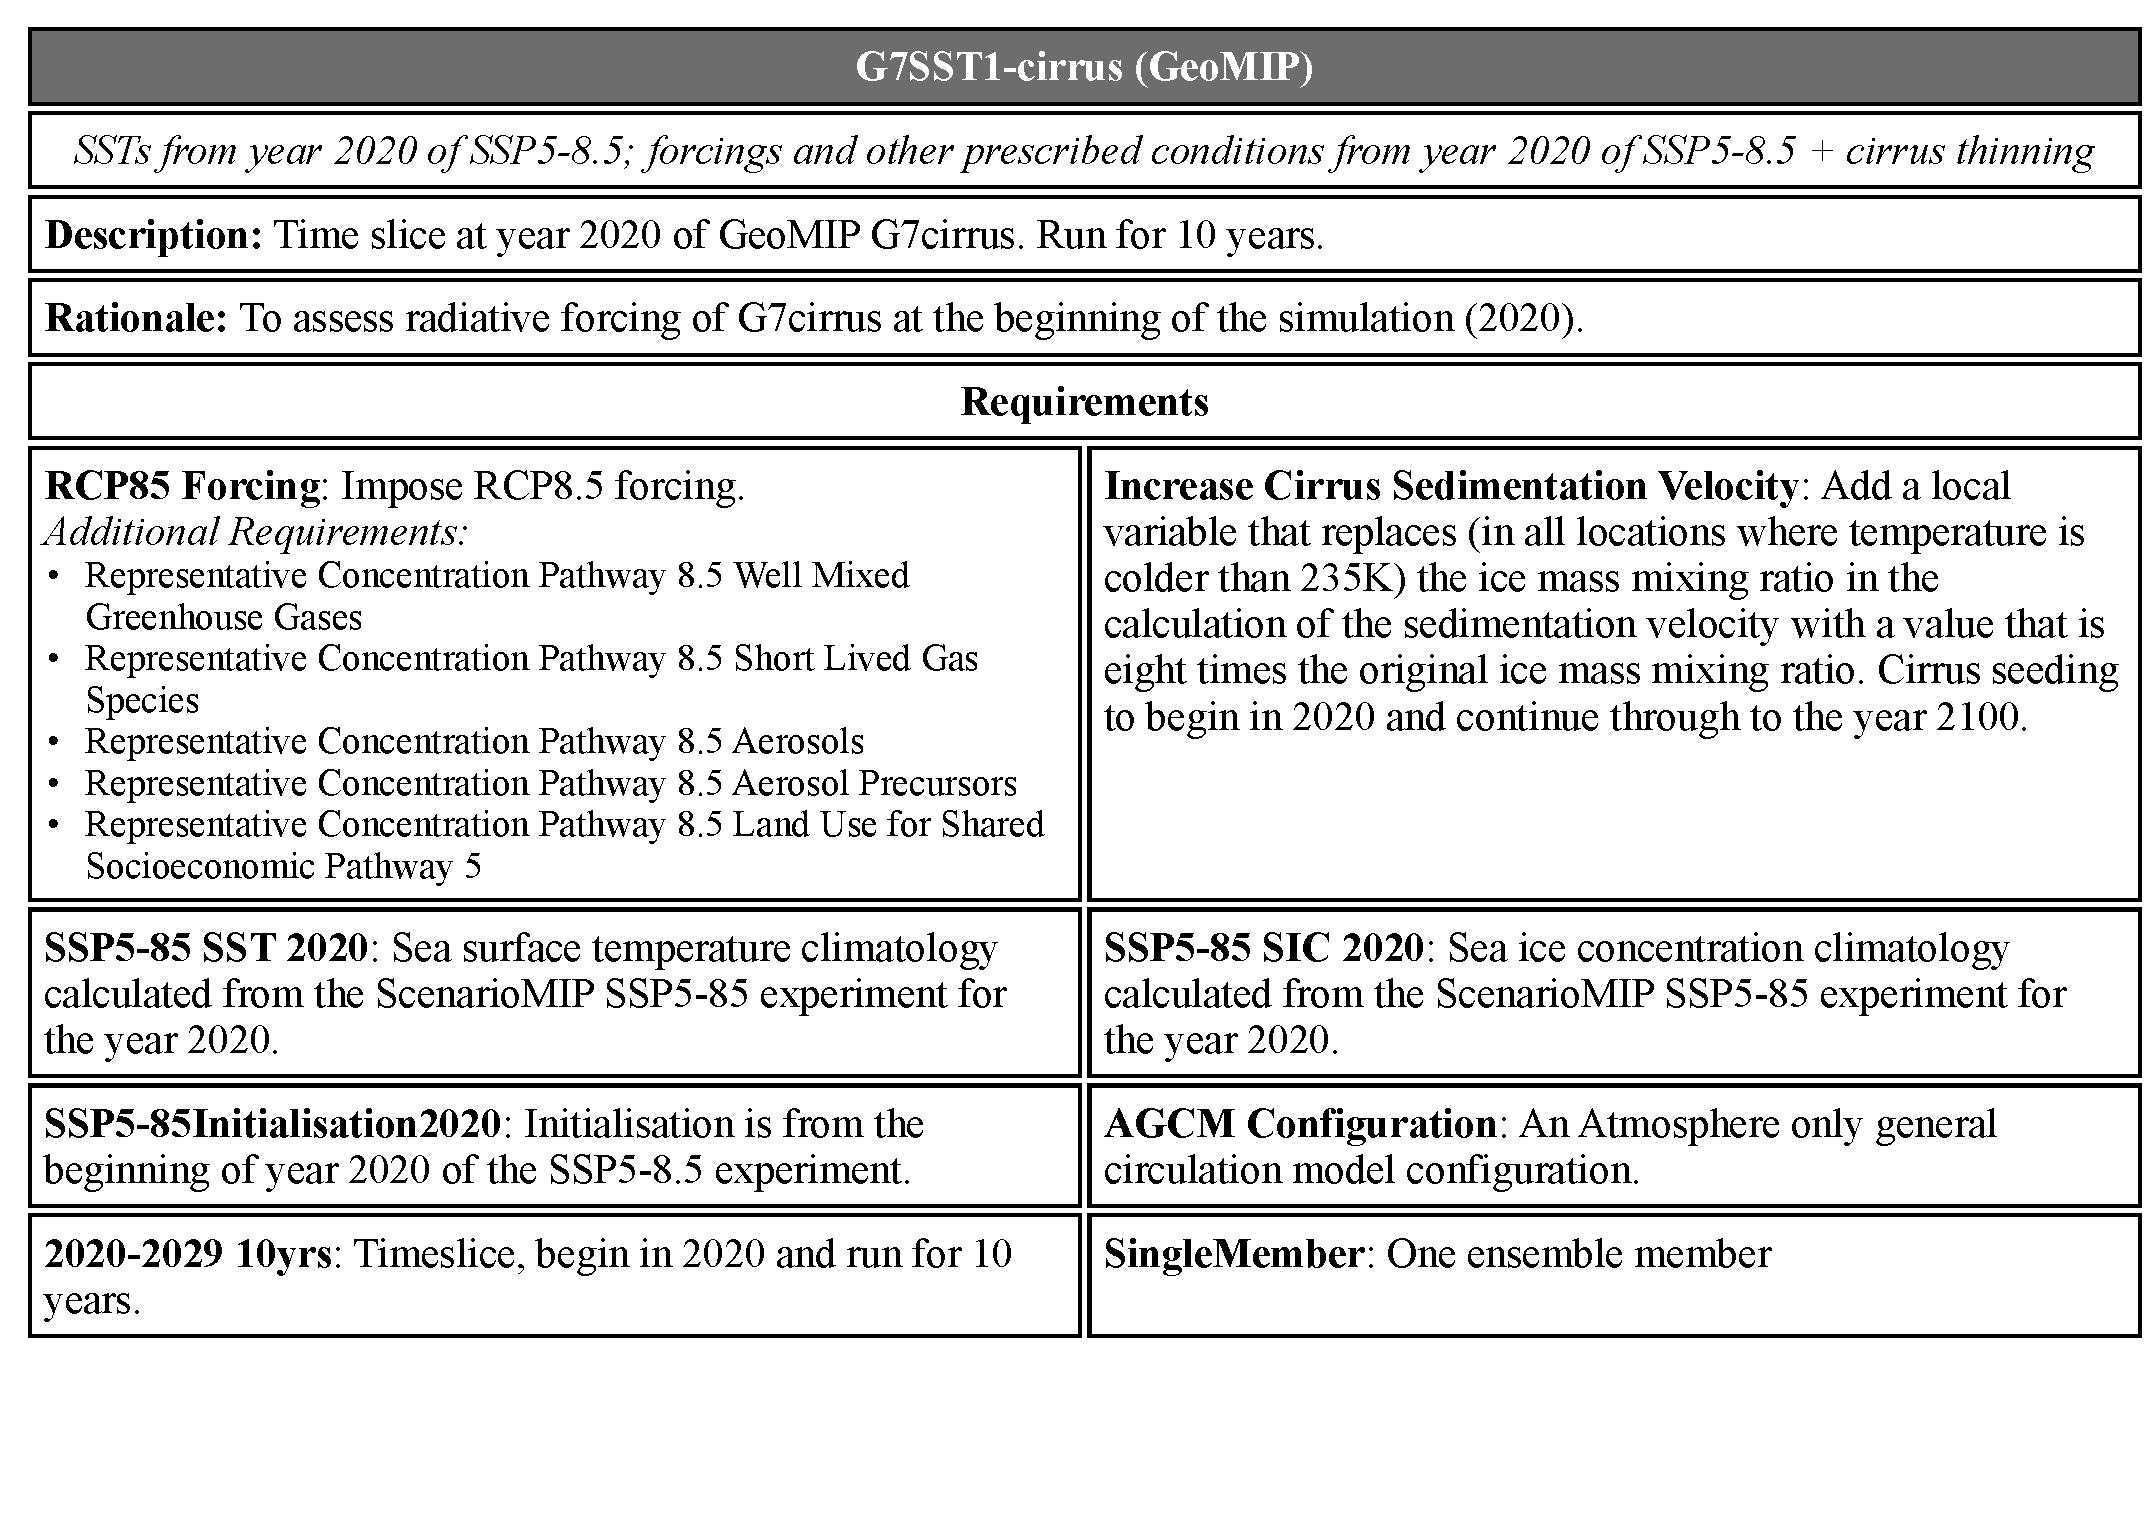 G7SST1-cirrus (GeoMIP)
SSTs from year 2020 of SSP5-8.5; forcings and other prescribed conditions from year 2020 of SSP5-8.5 + cirrus thinning
Description: Time slice at year 2020 of GeoMIP G7cirrus. Run for 10 years.
Rationale: To assess radiative forcing of G7cirrus at the beginning of the simulation (2020).
Requirements
RCP85 Forcing: Impose RCP8.5 forcing.
Additional Requirements:
• Representative Concentration Pathway 8.5 Well Mixed
Greenhouse Gases
• Representative Concentration Pathway 8.5 Short Lived Gas
Species
• Representative Concentration Pathway 8.5 Aerosols
• Representative Concentration Pathway 8.5 Aerosol Precursors
• Representative Concentration Pathway 8.5 Land Use for Shared
Socioeconomic Pathway 5
Increase Cirrus Sedimentation Velocity: Add a local
variable that replaces (in all locations where temperature is
colder than 235K) the ice mass mixing ratio in the
calculation of the sedimentation velocity with a value that is
eight times the original ice mass mixing ratio. Cirrus seeding
to begin in 2020 and continue through to the year 2100.
SSP5-85 SST 2020: Sea surface temperature climatology
calculated from the ScenarioMIP SSP5-85 experiment for
the year 2020.
SSP5-85 SIC 2020: Sea ice concentration climatology
calculated from the ScenarioMIP SSP5-85 experiment for
the year 2020.
SSP5-85Initialisation2020: Initialisation is from the
beginning of year 2020 of the SSP5-8.5 experiment.
AGCM Configuration: An Atmosphere only general
circulation model configuration.
2020-2029 10yrs: Timeslice, begin in 2020 and run for 10
years.
SingleMember: One ensemble member